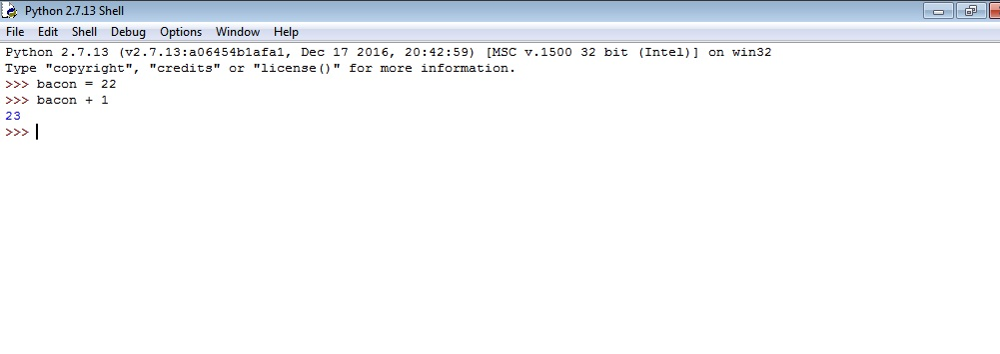 Python 2.7.13 Shell
File Edit Shell Debug Options Window Help
Python 2.7.13 (v2.7.13:a06454b1afa1, Dec 17 2016, 20:42:59) [MSC v.1500 32 bit (Intel)] on win32
Type "copyright", "credits" or "license()" for more information.
>>> bacon = 22
>>> bacon + 1
23
>>>